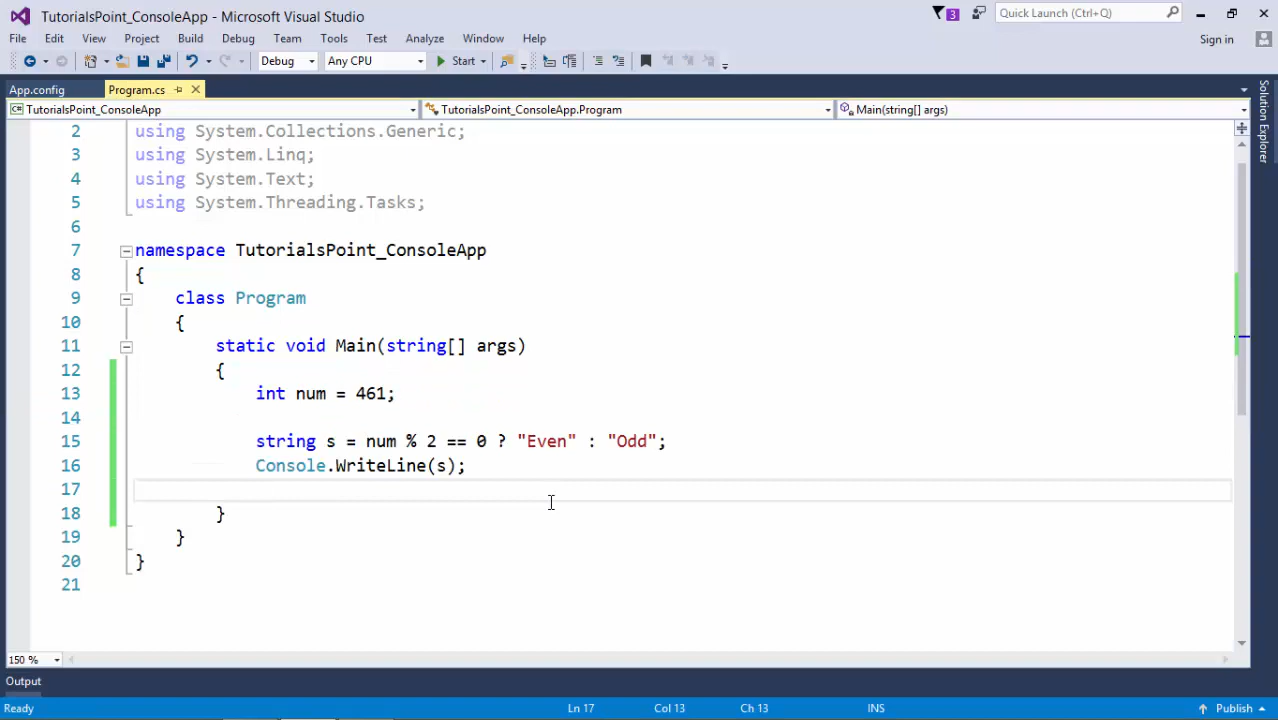 TutorialsPoint_ConsoleApp - Microsoft Visual Studio
3
Quick Launch (Ctrl+Q)
File Edit View Project Build Debug Team Tools Test Analyze Window Help
Sign in
Debug Any CPU Start
App.config Program.cs
TutorialsPoint_ConsoleApp TutorialsPoint_ConsoleApp.Program Main(string[] args)
Solution Explorer
2 using System.Collections.Generic;
3 using System.Linq;
4 using System.Text;
5 using System.Threading.Tasks;
6
7 namespace TutorialsPoint_ConsoleApp
8 {
9 class Program
10 {
11 static void Main(string[] args)
12 {
13 int num = 461;
14
15 string s = num % 2 == 0 ? "Even" : "Odd";
16 Console.WriteLine(s);
17
18 }
19 }
20 }
21
150 %
Output
Ready Ln 17 Col 13 Ch 13 INS Publish